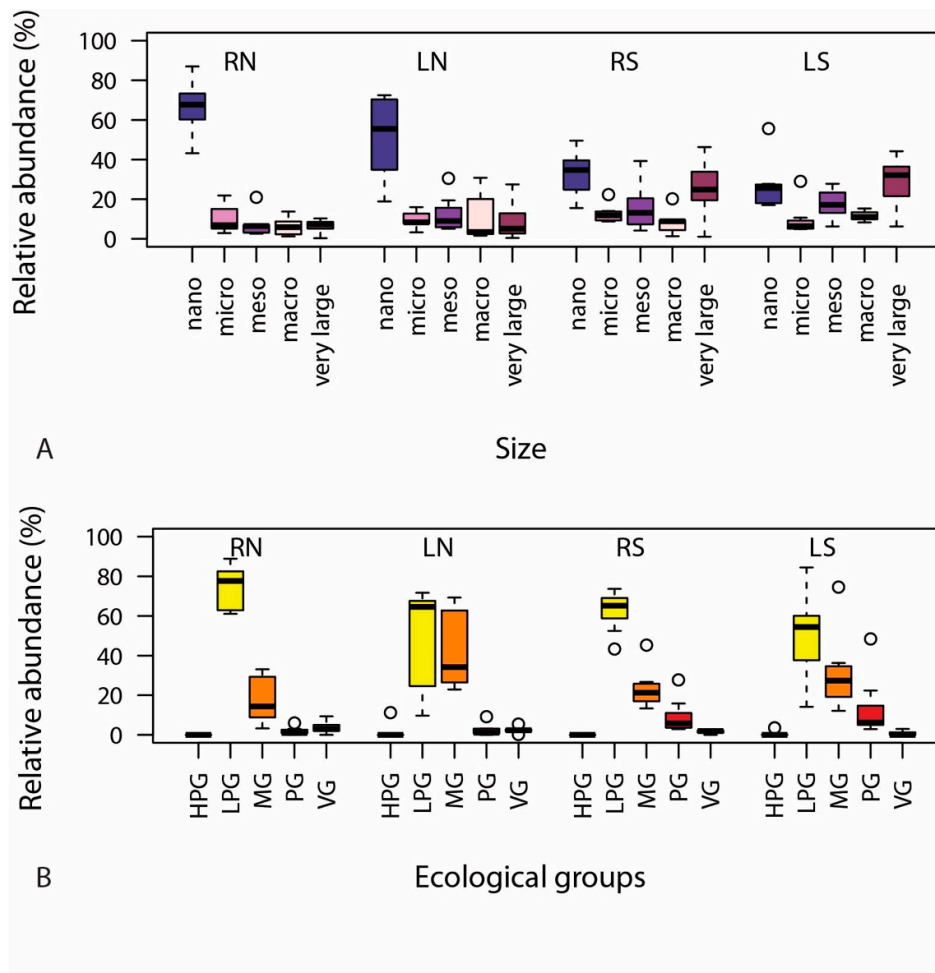 Relative abundance (%)
100
80
60
40
20
0
RN LN RS LS
nano micro meso macro very large nano micro meso macro very large nano micro meso macro very large nano micro meso macro very large
A Size
Relative abundance (%)
100
80
60
40
20
0
RN LN RS LS
HPG LPG MG PG VG HPG LPG MG PG VG HPG LPG MG PG VG HPG LPG MG PG VG
B Ecological groups